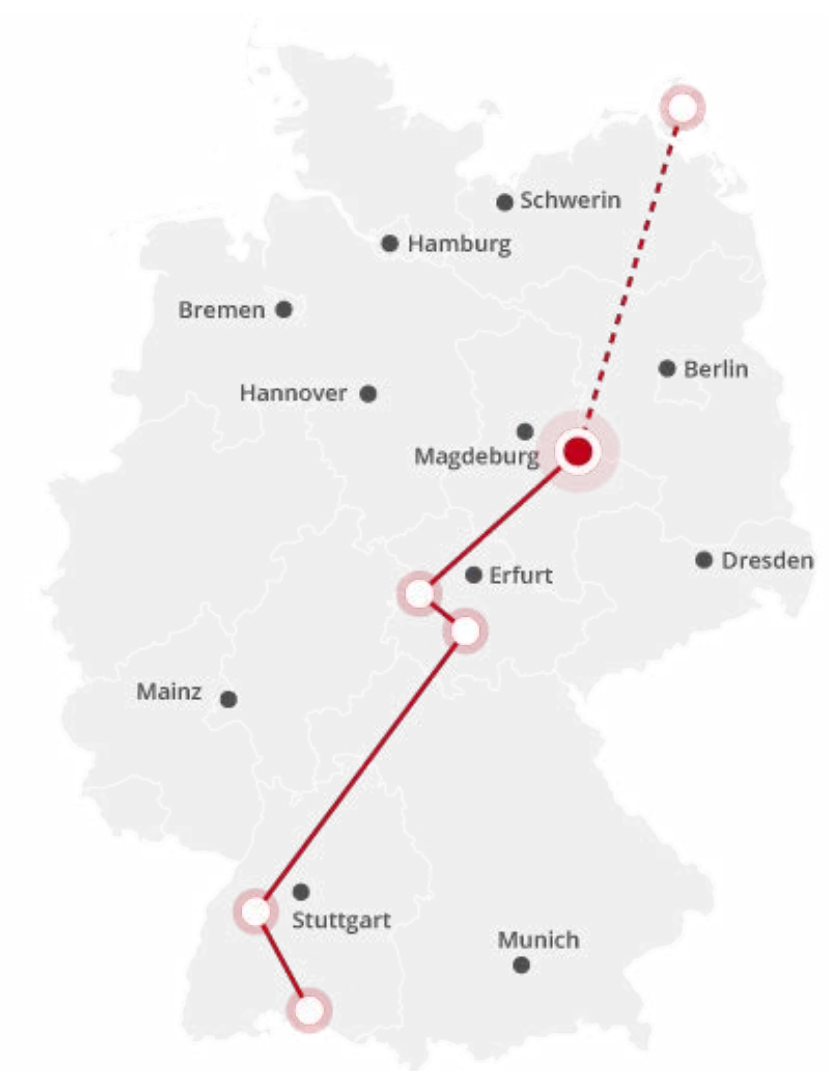 Schwerin
Hamburg
Bremen
Berlin
Hannover
Magdeburg
Dresden
Erfurt
Mainz
Stuttgart
Munich